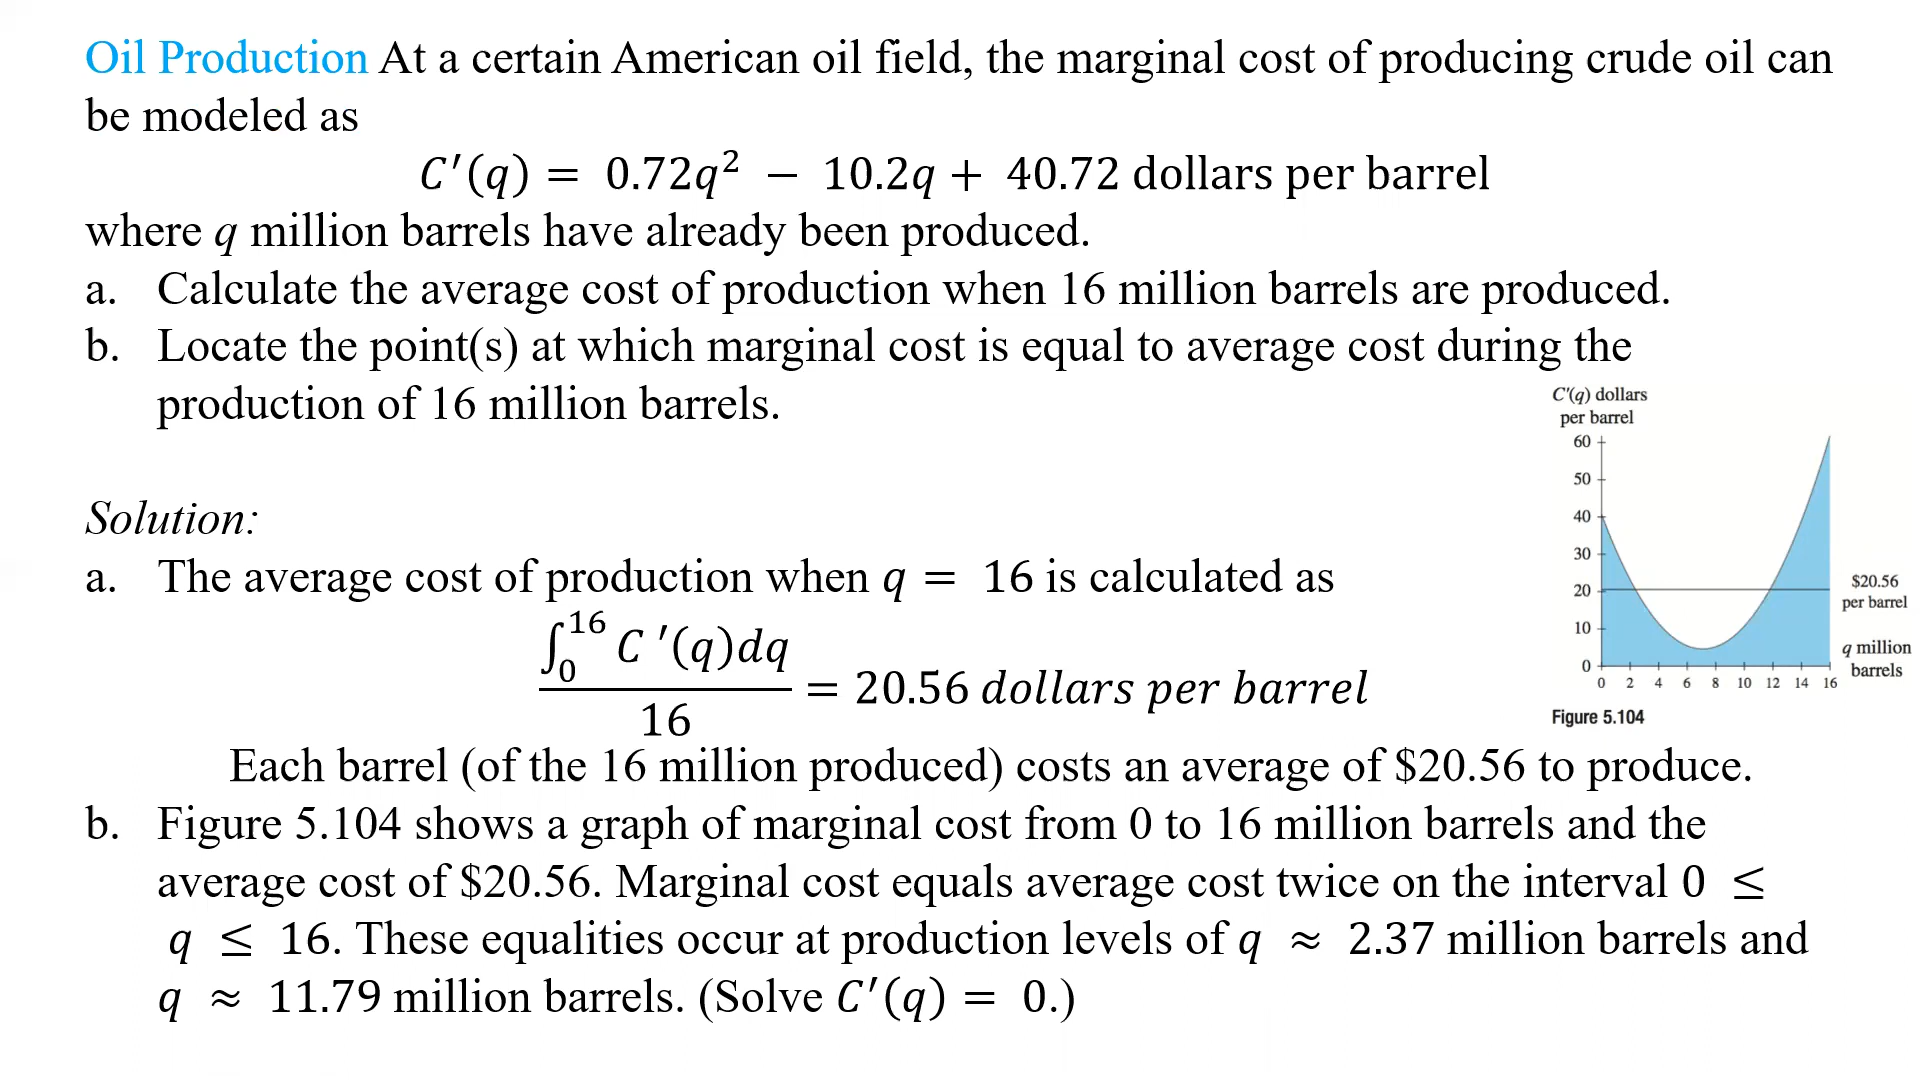 Oil Production At a certain American oil field, the marginal cost of producing crude oil can
be modeled as
C′(q) = 0.72q² − 10.2q + 40.72 dollars per barrel
where q million barrels have already been produced.
a. Calculate the average cost of production when 16 million barrels are produced.
b. Locate the point(s) at which marginal cost is equal to average cost during the
production of 16 million barrels.
Solution:
a. The average cost of production when q = 16 is calculated as
∫₀¹⁶ C ′(q)dq
16
= 20.56 dollars per barrel
Each barrel (of the 16 million produced) costs an average of $20.56 to produce.
b. Figure 5.104 shows a graph of marginal cost from 0 to 16 million barrels and the
average cost of $20.56. Marginal cost equals average cost twice on the interval 0 ≤
q ≤ 16. These equalities occur at production levels of q ≈ 2.37 million barrels and
q ≈ 11.79 million barrels. (Solve C′(q) = 0.)
C′(q) dollars
per barrel
60
50
40
30
20
10
0
0 2 4 6 8 10 12 14 16
$20.56
per barrel
q million
barrels
Figure 5.104